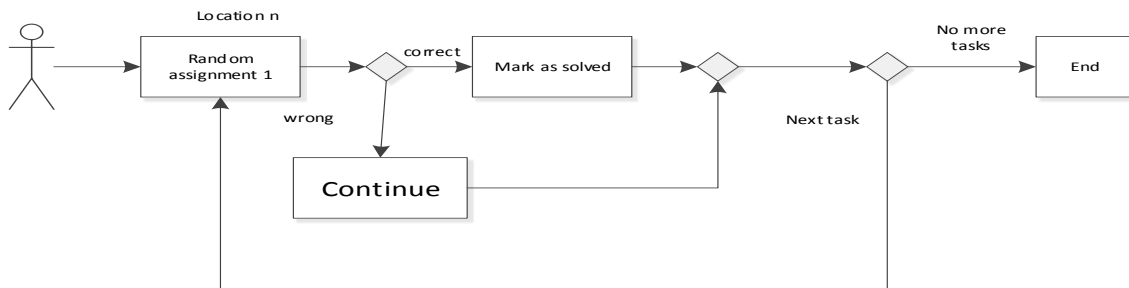 Location n
Random
assignment 1
correct
Mark as solved
No more
tasks
End
wrong
Next task
Continue